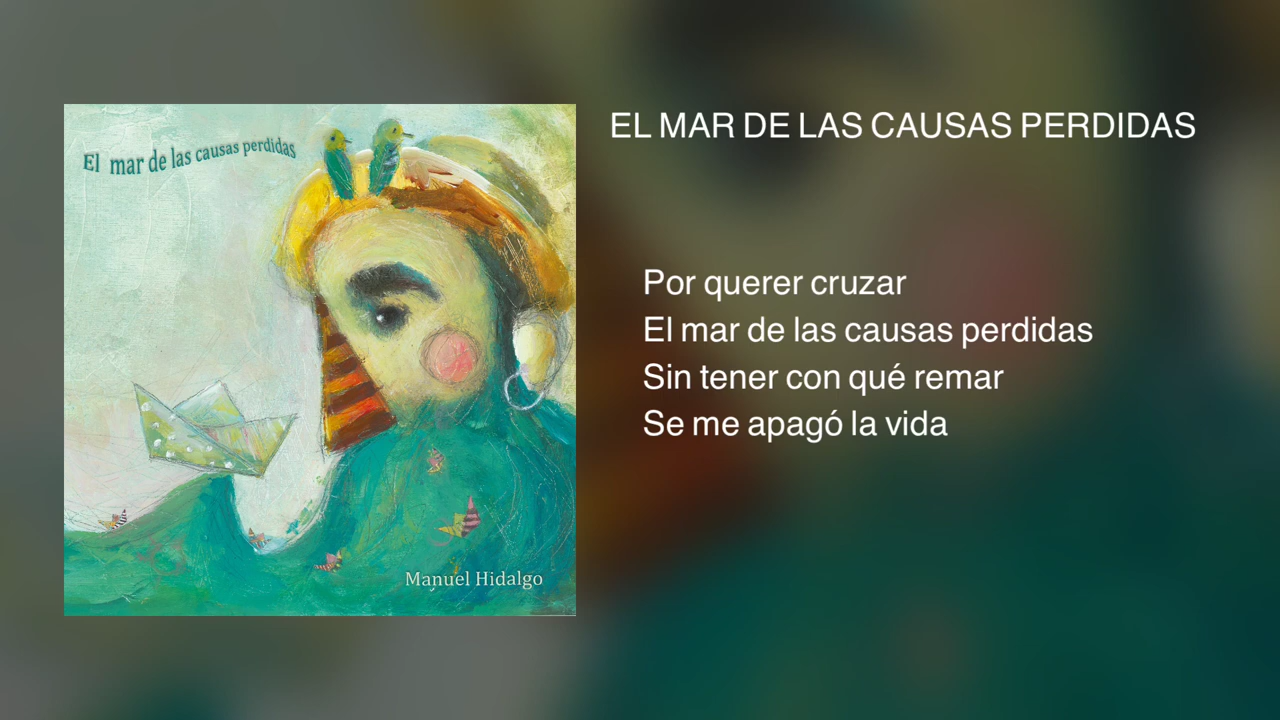 El mar de las causas perdidas
Manuel Hidalgo
EL MAR DE LAS CAUSAS PERDIDAS
Por querer cruzar
El mar de las causas perdidas
Sin tener con qué remar
Se me apagó la vida